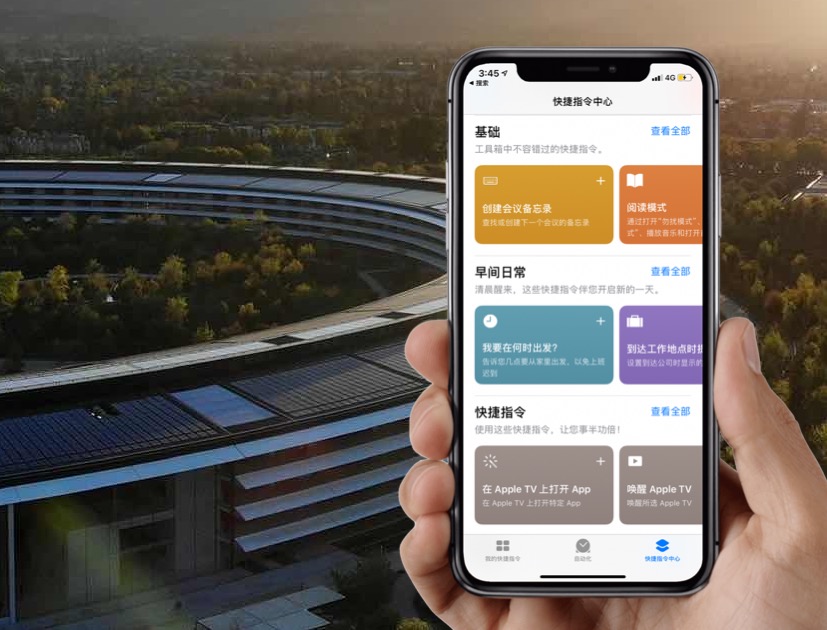 3:45
4G
搜索
快捷指令中心
基础
查看全部
工具箱中不容错过的快捷指令。
创建会议备忘录
查找或创建下一个会议的备忘录
阅读模式
通过打开“勿扰模式”、
式”、播放音乐和打开
早间日常
查看全部
清晨醒来，这些快捷指令伴您开启新的一天。
我要在何时出发?
告诉您几点要从家里出发，以免上班
迟到
到达工作地点时
设置到达公司时显示的
快捷指令
查看全部
使用这些快捷指令，让您事半功倍!
在 Apple TV 上打开 App
在 Apple TV 上打开特定 App
唤醒 Apple TV
唤醒所选 Apple TV
我的快捷指令
自动化
快捷指令中心